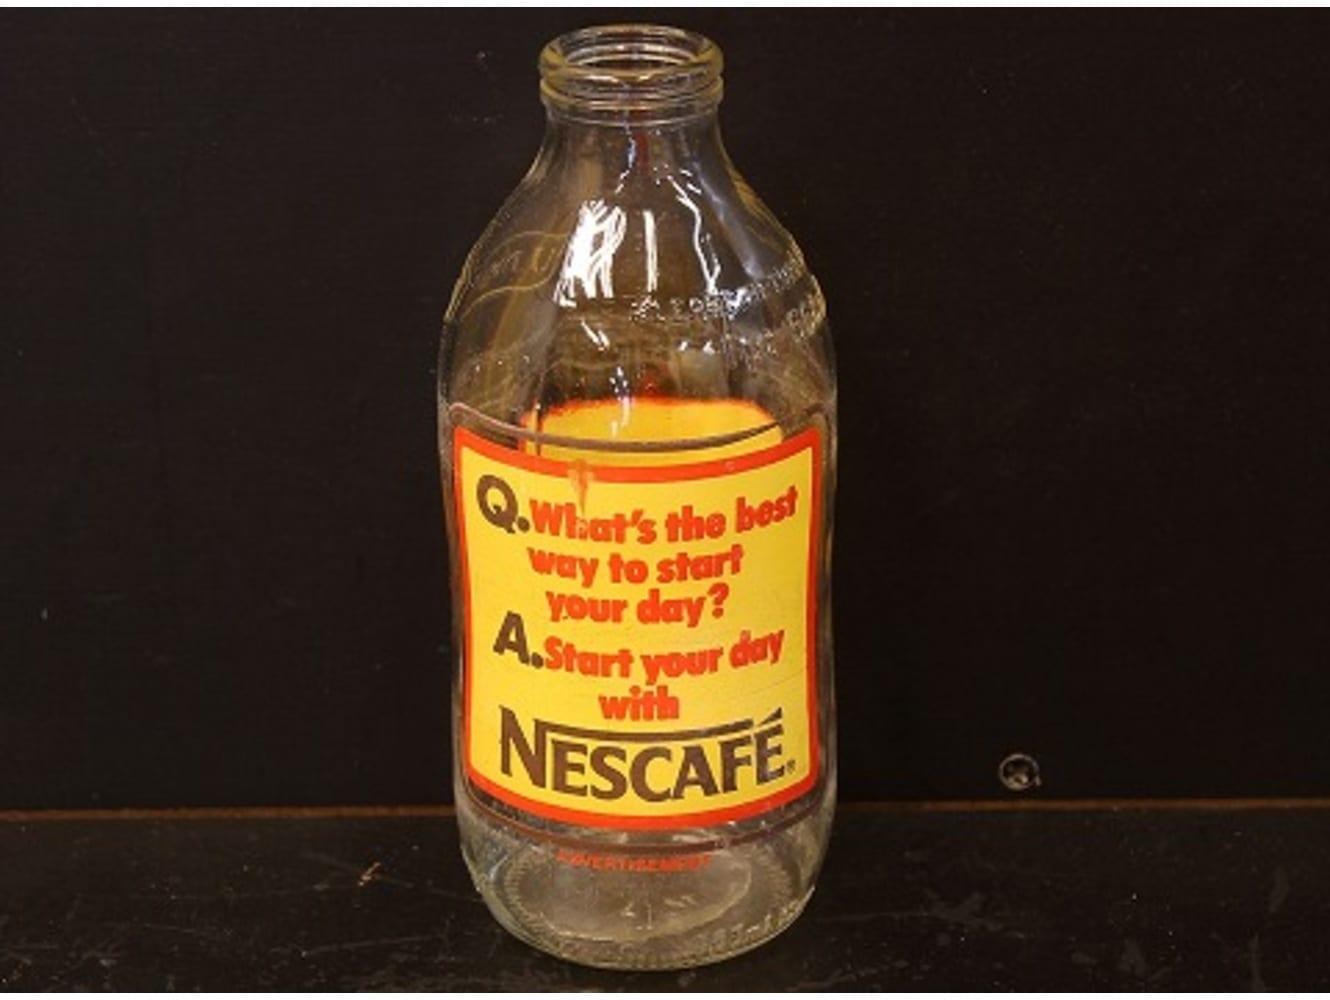 Q. What's the best
way to start
your day?
A. Start your day
with
NESCAFÉ®
ADVERTISEMENT